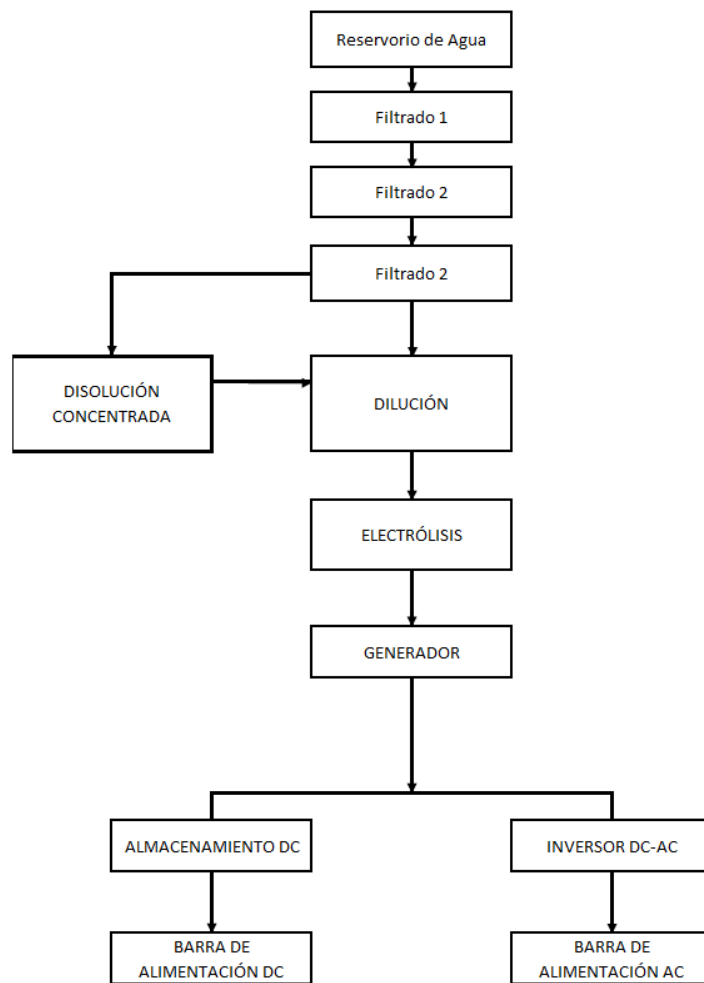 Reservorio de Agua
Filtrado 1
Filtrado 2
Filtrado 2
DISOLUCIÓN
CONCENTRADA
DILUCIÓN
ELECTRÓLISIS
GENERADOR
ALMACENAMIENTO DC
INVERSOR DC-AC
BARRA DE
ALIMENTACIÓN DC
BARRA DE
ALIMENTACIÓN AC